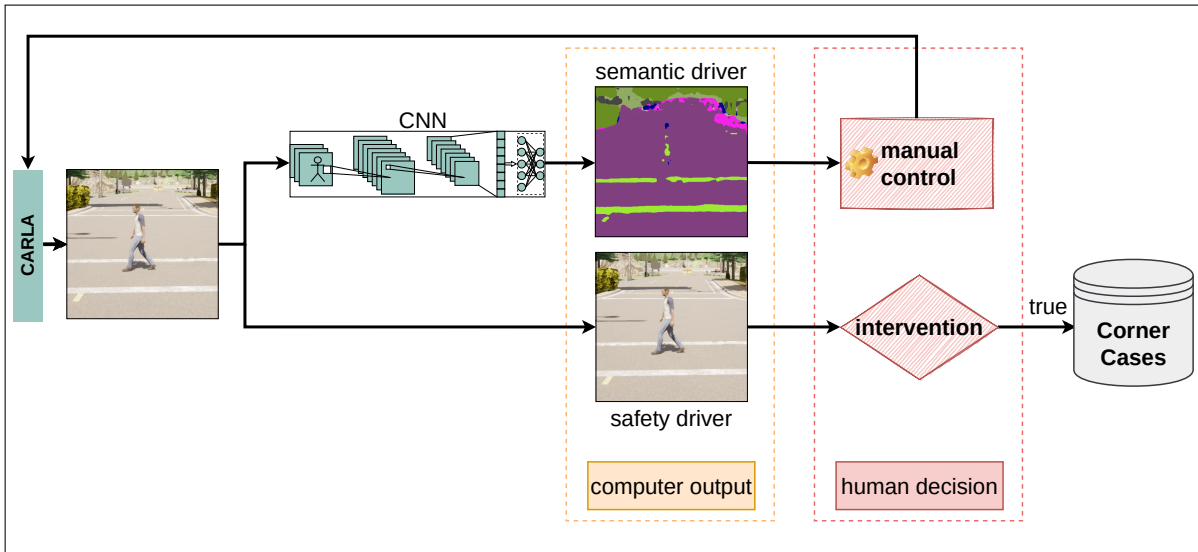 semantic driver
CNN
manual
control
CARLA
intervention
true
Corner
Cases
safety driver
computer output
human decision